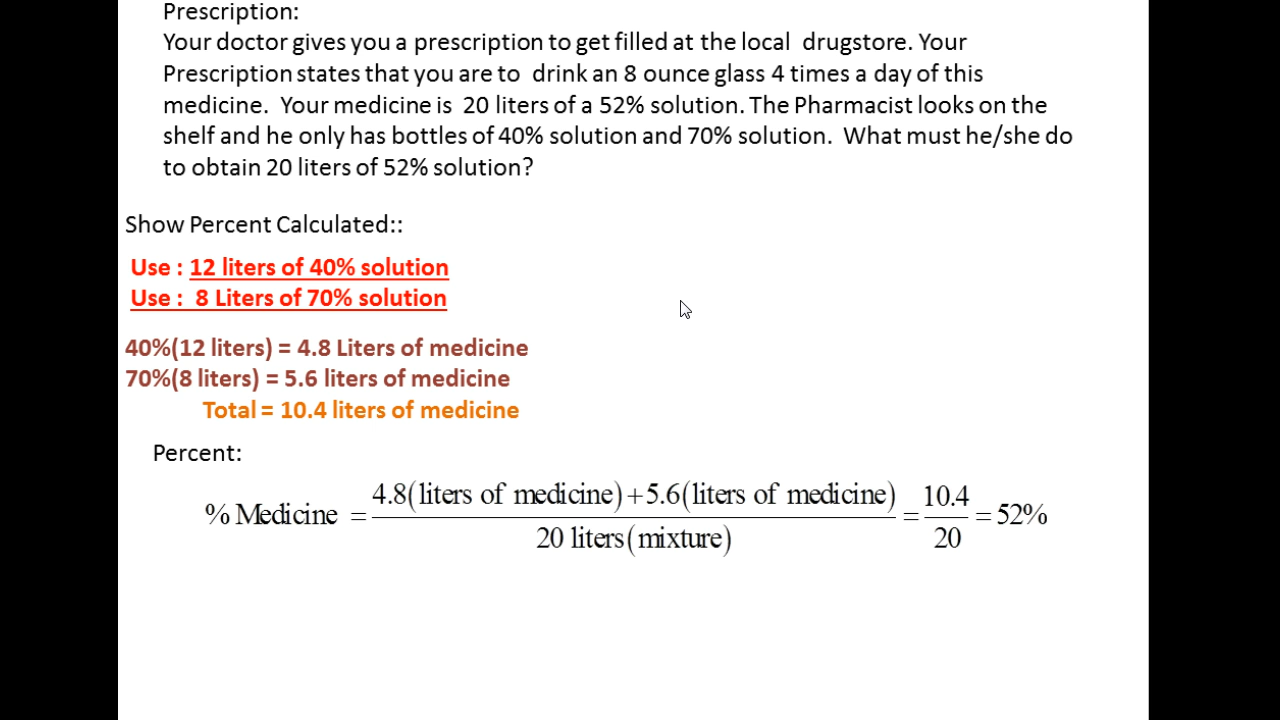 Prescription:
Your doctor gives you a prescription to get filled at the local drugstore. Your
Prescription states that you are to drink an 8 ounce glass 4 times a day of this
medicine. Your medicine is 20 liters of a 52% solution. The Pharmacist looks on the
shelf and he only has bottles of 40% solution and 70% solution. What must he/she do
to obtain 20 liters of 52% solution?
Show Percent Calculated::
Use : 12 liters of 40% solution
Use : 8 Liters of 70% solution
40%(12 liters) = 4.8 Liters of medicine
70%(8 liters) = 5.6 liters of medicine
Total = 10.4 liters of medicine
Percent:
% Medicine = 4.8(liters of medicine)+5.6(liters of medicine) / 20 liters(mixture) = 10.4 / 20 = 52%